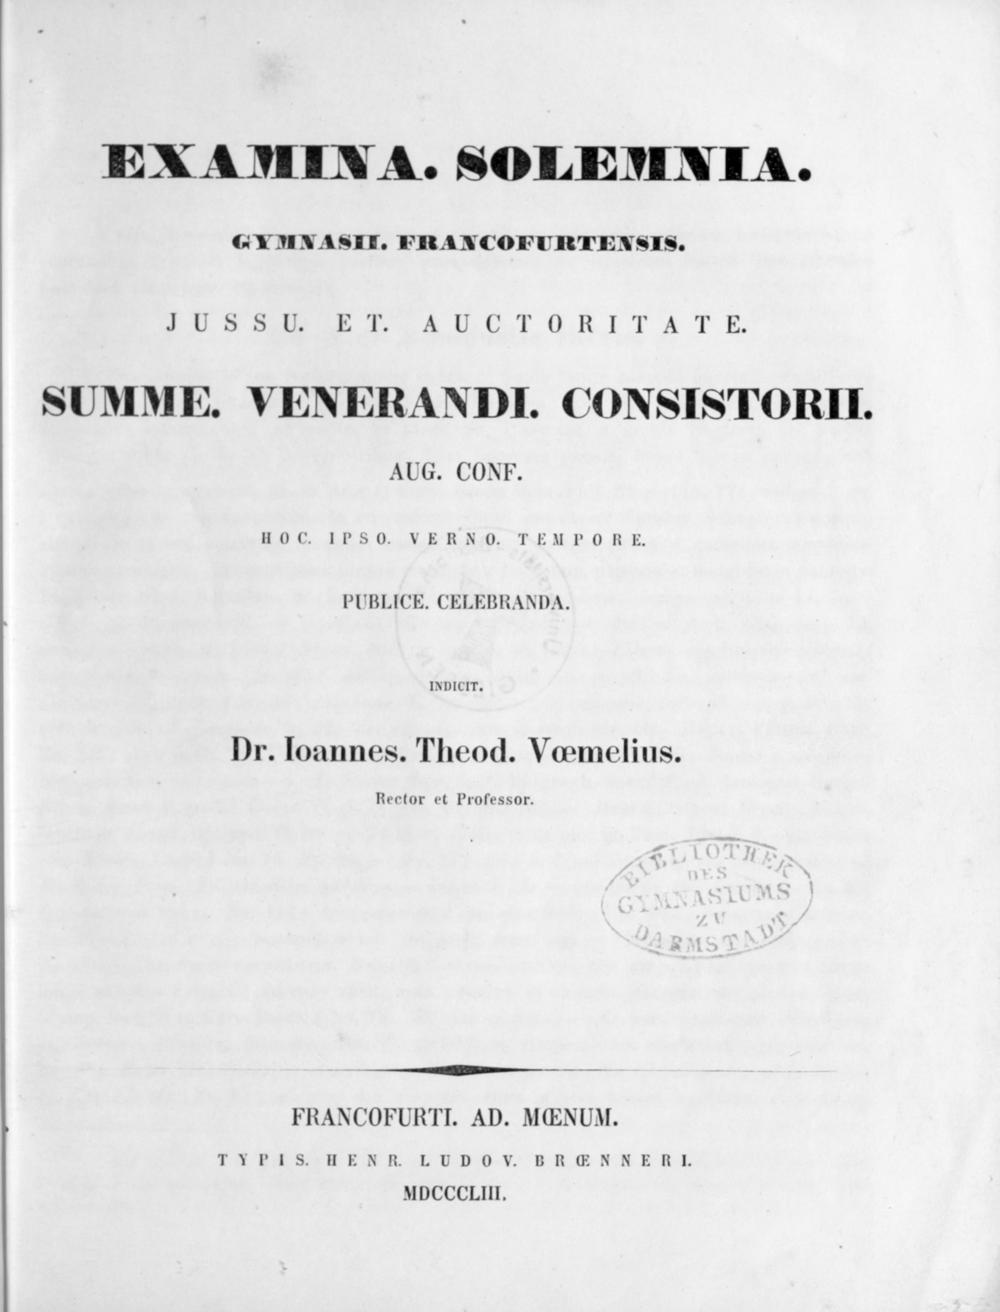 EXAMINA. SOLEMNIA.
GYMNASII. FRANCOFURTENSIS.
JUSSU. ET. AUCTORITATE.
SUMME. VENERANDI. CONSISTORII.
AUG. CONF.
HOC. IPSO. VERNO. TEMPORE.
PUBLICE. CELEBRANDA.
INDICIT.
Dr. Ioannes. Theod. Vœmelius.
Rector et Professor.
BIBLIOTHEK
DES
GYMNASIUMS
ZU
DARMSTADT
FRANCOFURTI. AD. MŒNUM.
TYPIS. HENR. LUDOV. BRŒNNERI.
MDCCCLIII.